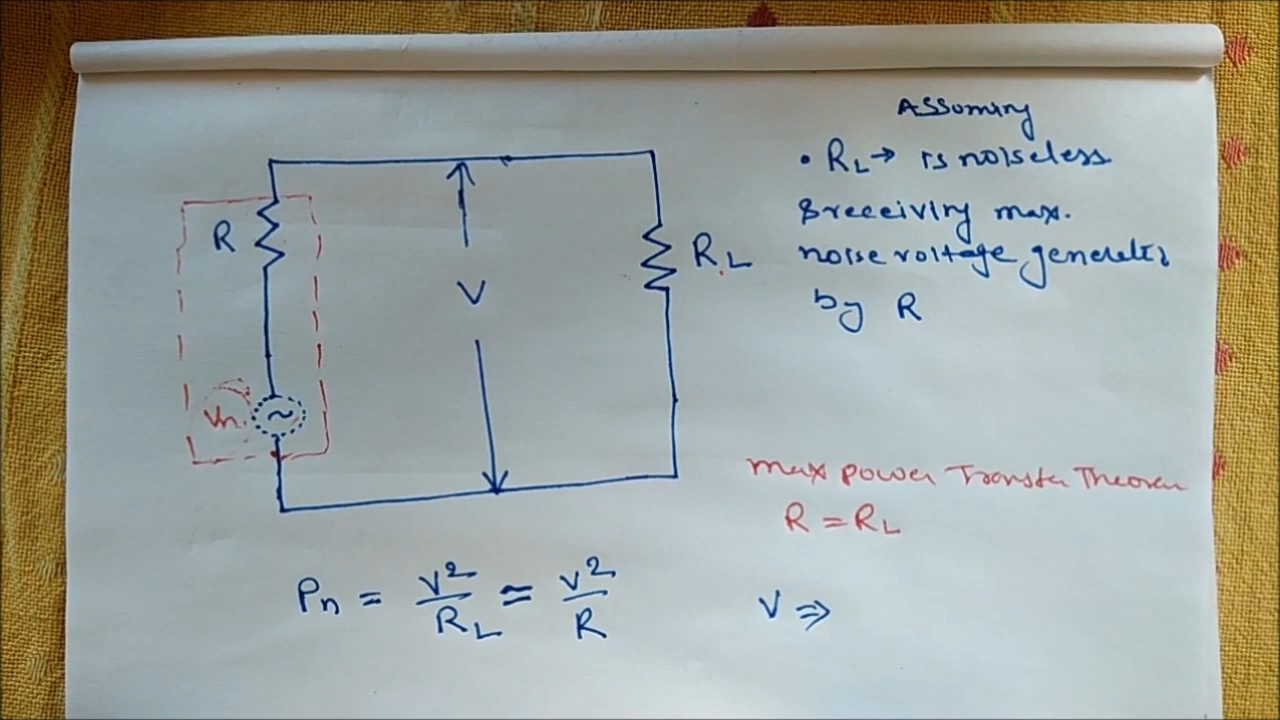 Assuming
• RL → is noiseless
& receiving max.
noise voltage generated
by R
R
V
RL
Vn
~
max power Transfer Theorem
R = RL
Pn = V²/RL ≈ V²/R
V ⇒